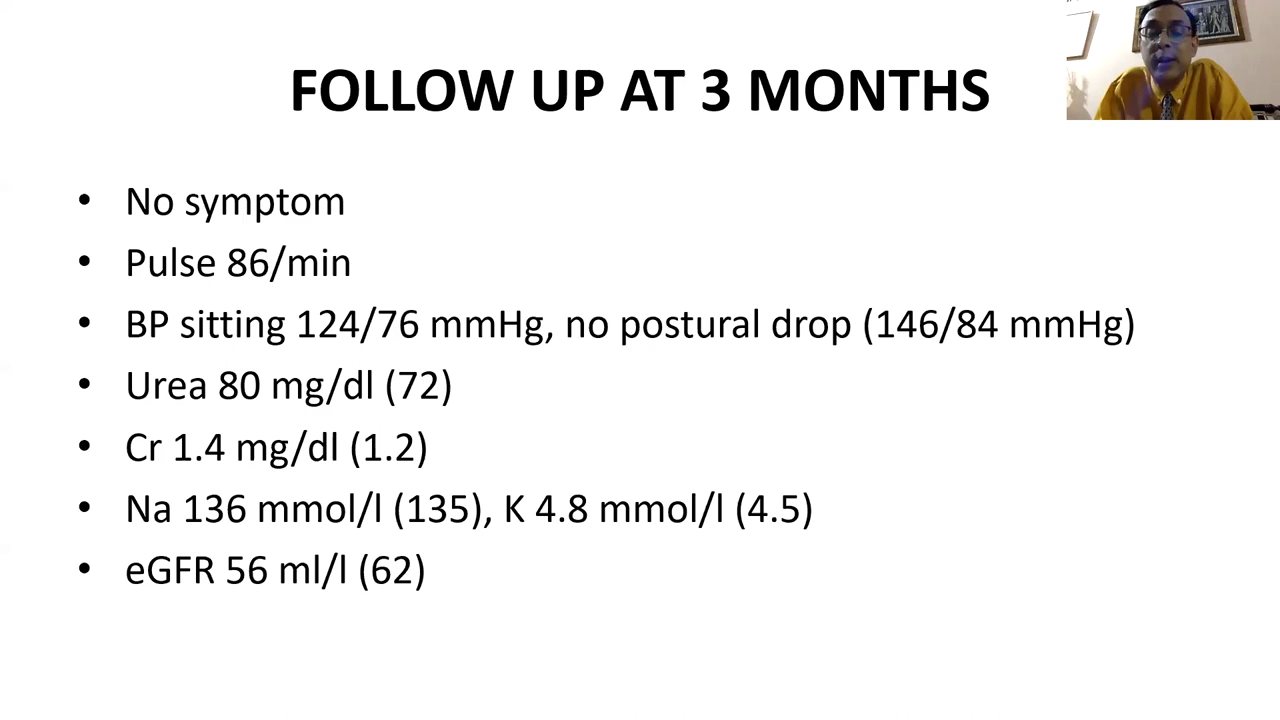 FOLLOW UP AT 3 MONTHS
• No symptom
• Pulse 86/min
• BP sitting 124/76 mmHg, no postural drop (146/84 mmHg)
• Urea 80 mg/dl (72)
• Cr 1.4 mg/dl (1.2)
• Na 136 mmol/l (135), K 4.8 mmol/l (4.5)
• eGFR 56 ml/l (62)